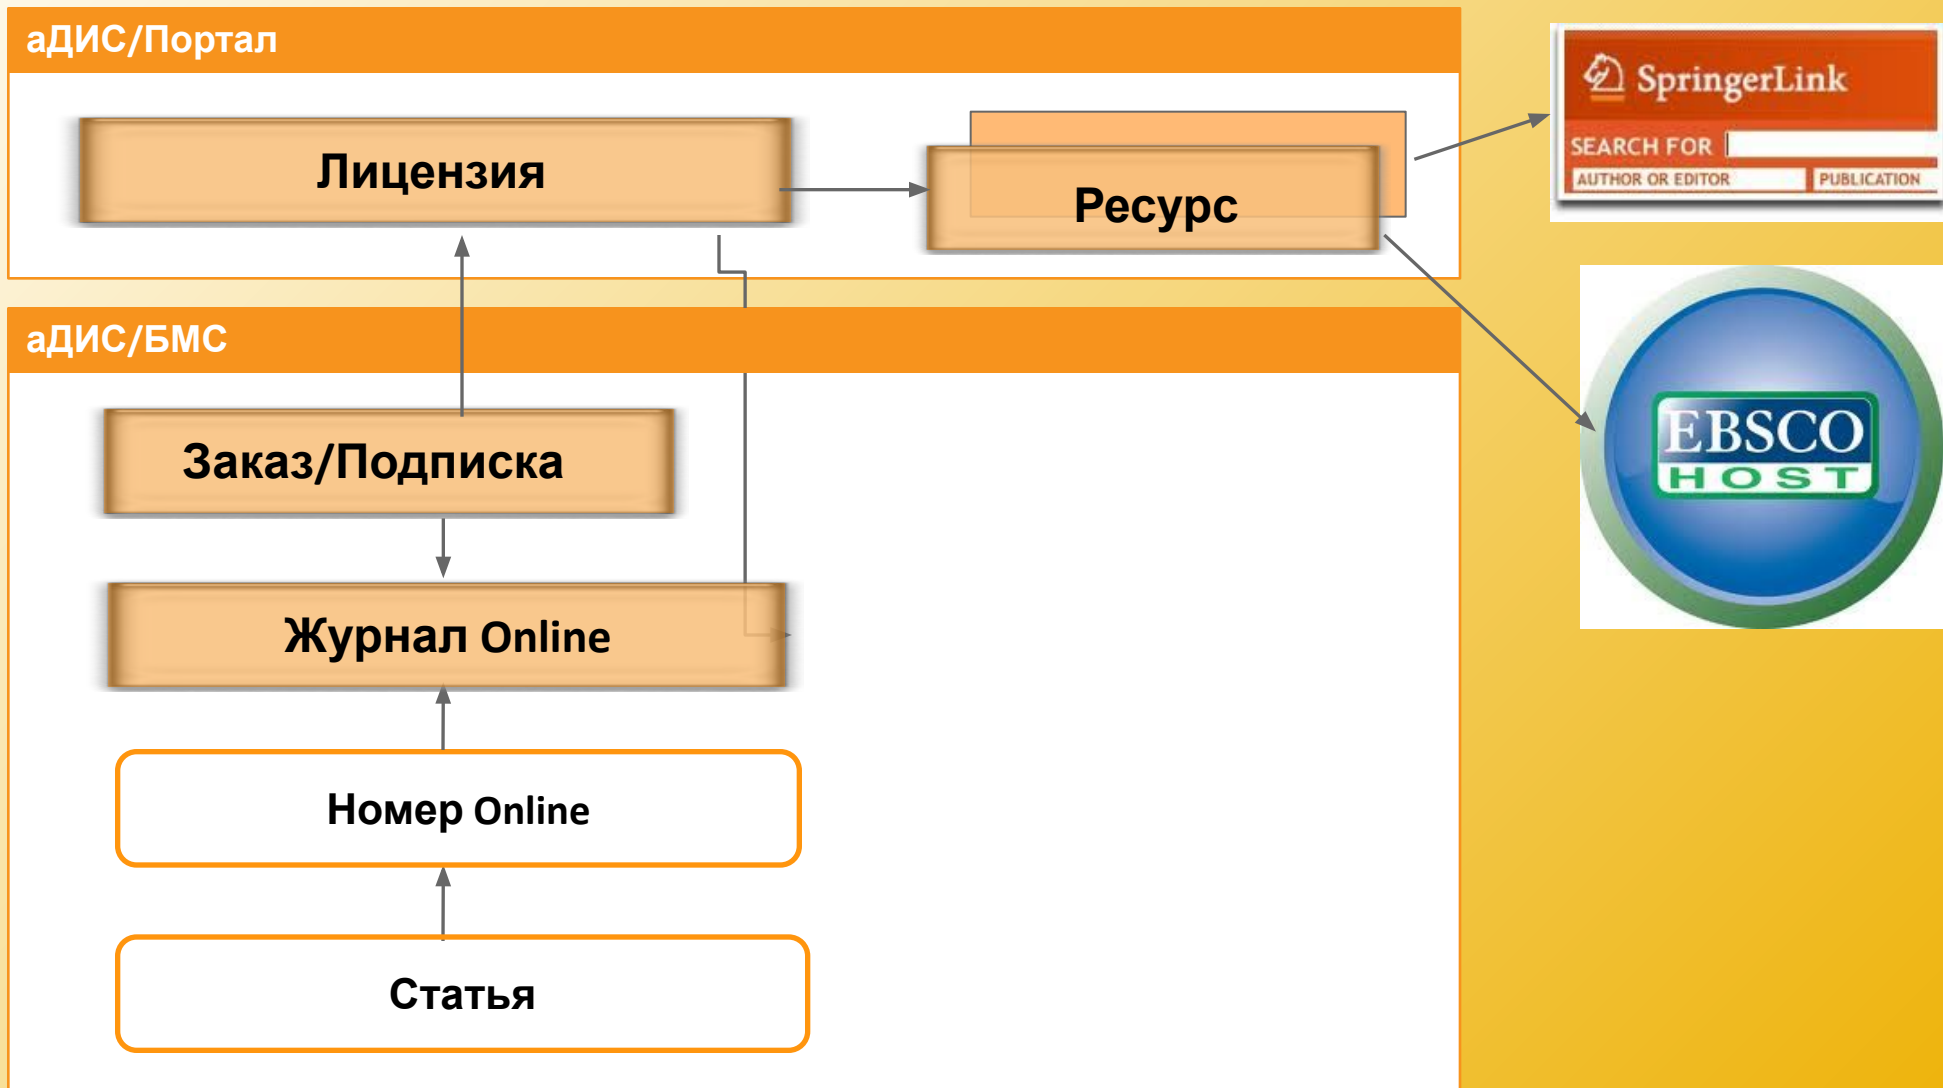 аДИС/Портал
Лицензия
Ресурс
SpringerLink
SEARCH FOR
AUTHOR OR EDITOR
PUBLICATION
аДИС/БМС
Заказ/Подписка
EBSCO
HOST
Журнал Online
Номер Online
Статья